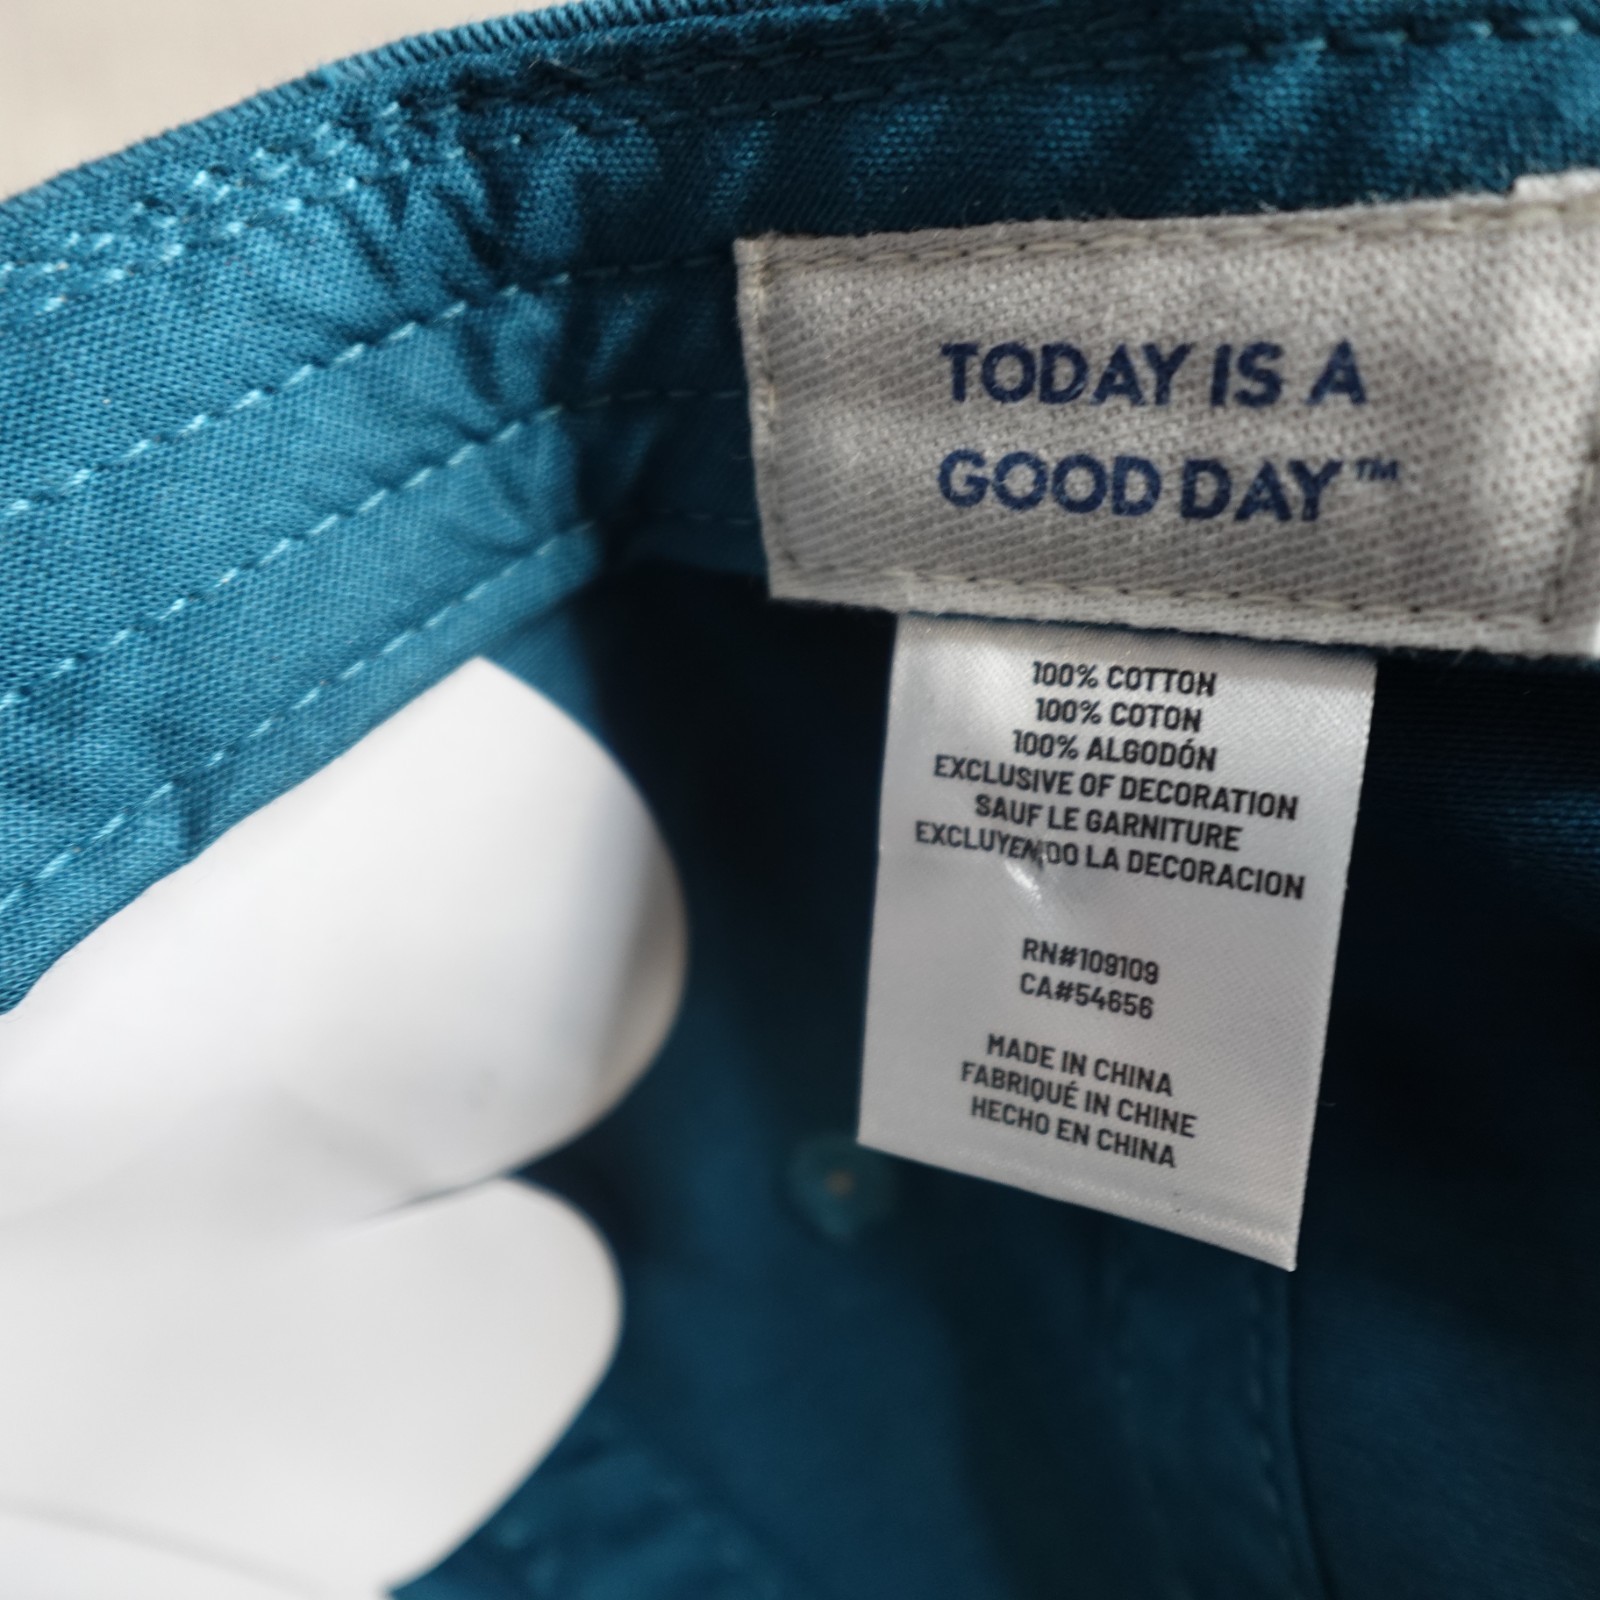 TODAY IS A
GOOD DAY™
100% COTTON
100% COTON
100% ALGODÓN
EXCLUSIVE OF DECORATION
SAUF LE GARNITURE
EXCLUYENDO LA DECORACION
RN#109109
CA#54656
MADE IN CHINA
FABRIQUÉ IN CHINE
HECHO EN CHINA